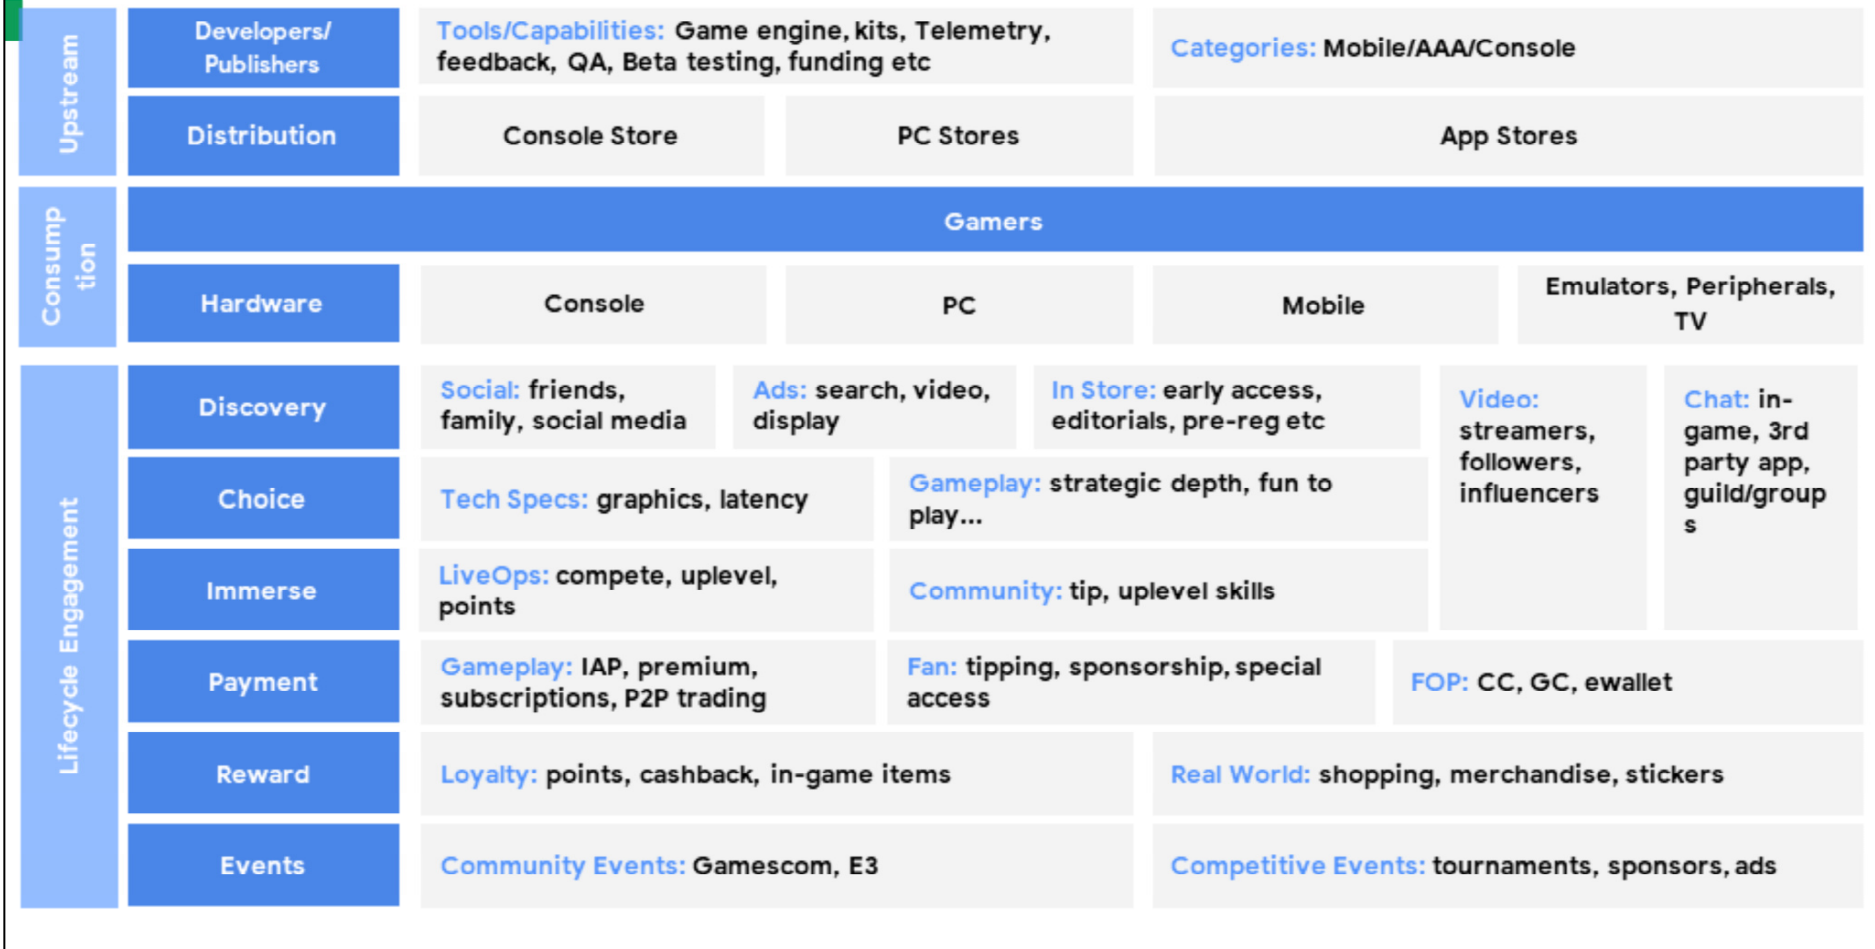 Upstream
Developers/
Publishers
Tools/Capabilities: Game engine, kits, Telemetry,
feedback, QA, Beta testing, funding etc
Categories: Mobile/AAA/Console
Distribution
Console Store
PC Stores
App Stores
Consump
tion
Gamers
Hardware
Console
PC
Mobile
Emulators, Peripherals,
TV
Lifecycle Engagement
Discovery
Social: friends,
family, social media
Ads: search, video,
display
In Store: early access,
editorials, pre-reg etc
Video:
streamers,
followers,
influencers
Chat: in-
game, 3rd
party app,
guild/group
s
Choice
Tech Specs: graphics, latency
Gameplay: strategic depth, fun to
play...
Immerse
LiveOps: compete, uplevel,
points
Community: tip, uplevel skills
Payment
Gameplay: IAP, premium,
subscriptions, P2P trading
Fan: tipping, sponsorship, special
access
FOP: CC, GC, ewallet
Reward
Loyalty: points, cashback, in-game items
Real World: shopping, merchandise, stickers
Events
Community Events: Gamescom, E3
Competitive Events: tournaments, sponsors, ads